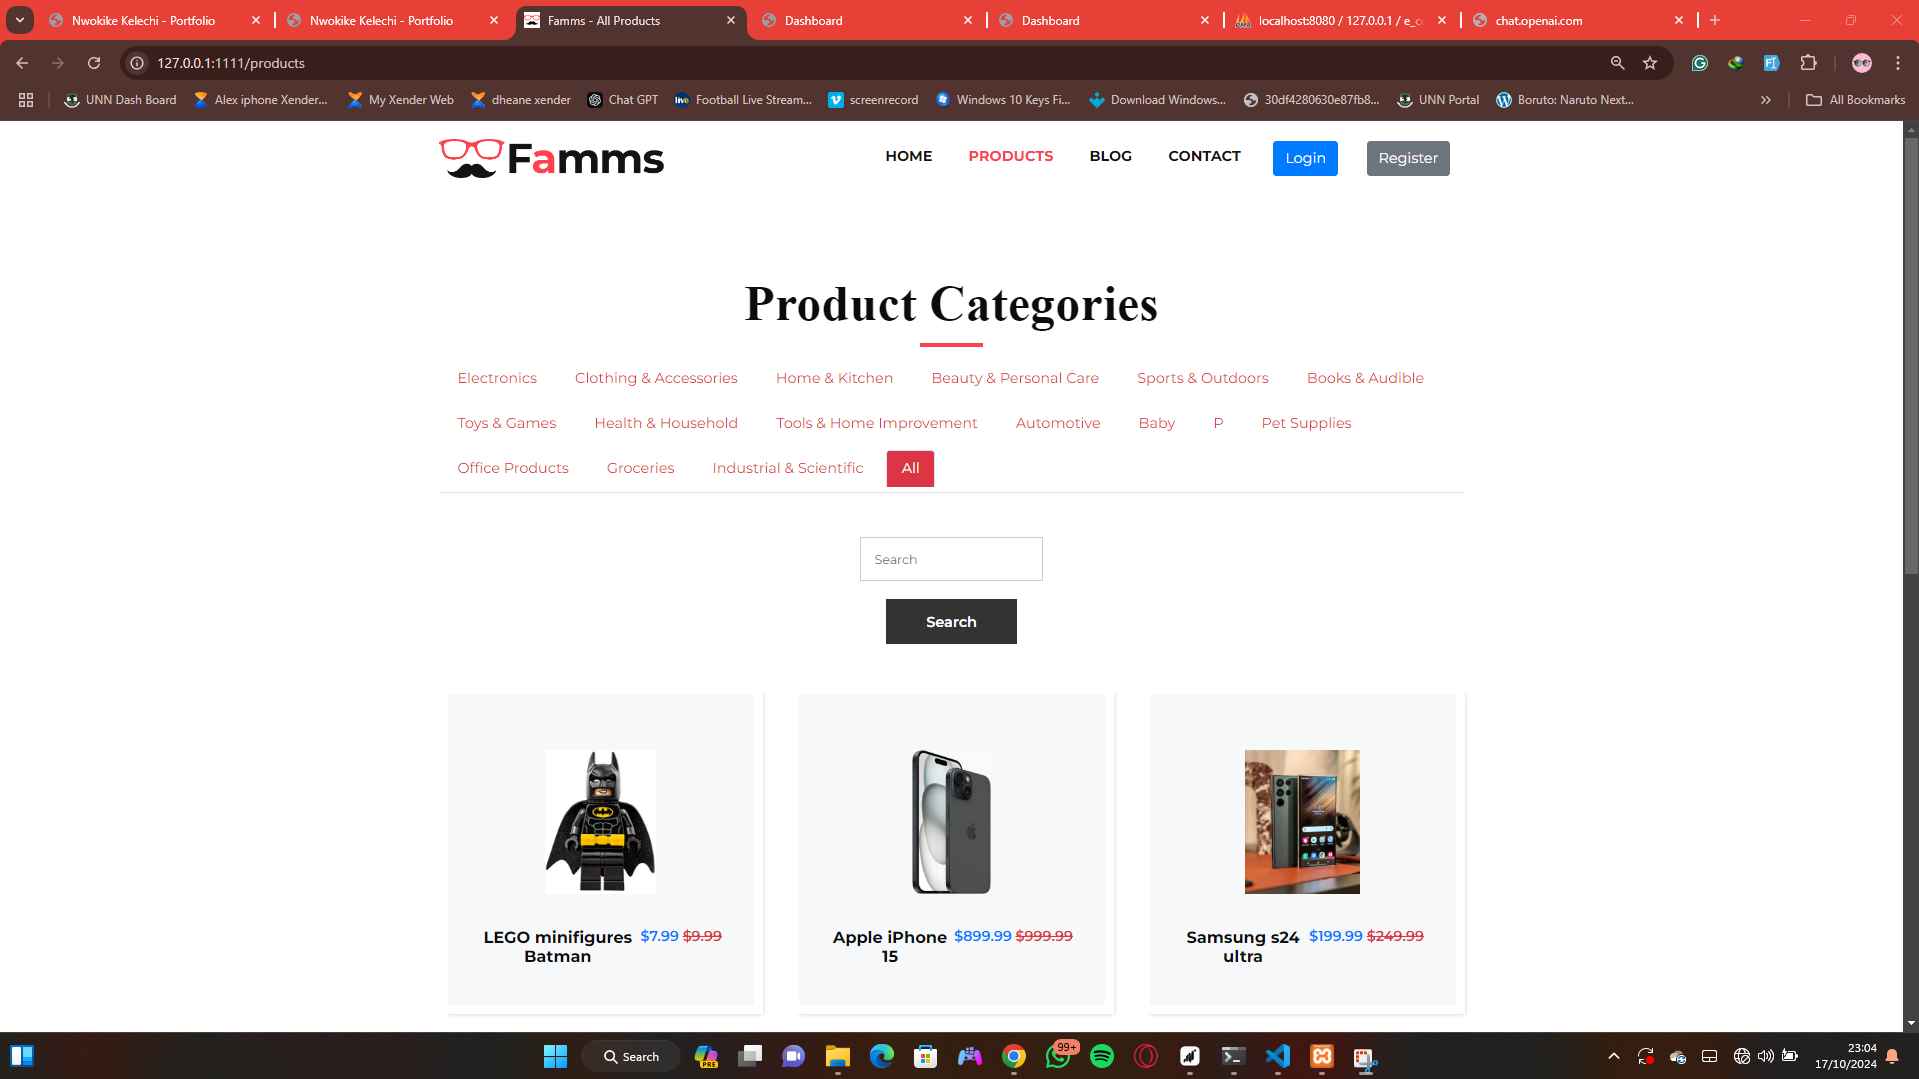 Nwokike Kelechi - Portfolio
Nwokike Kelechi - Portfolio
Famms - All Products
Dashboard
Dashboard
localhost:8080 / 127.0.0.1 / e_c
chat.openai.com
127.0.0.1:1111/products
UNN Dash Board
Alex iphone Xender...
My Xender Web
dheane xender
Chat GPT
Football Live Stream...
screenrecord
Windows 10 Keys Fi...
Download Windows...
30df4280630e87fb8...
UNN Portal
Boruto: Naruto Next...
All Bookmarks
Famms
HOME
PRODUCTS
BLOG
CONTACT
Login
Register
Product Categories
Electronics
Clothing & Accessories
Home & Kitchen
Beauty & Personal Care
Sports & Outdoors
Books & Audible
Toys & Games
Health & Household
Tools & Home Improvement
Automotive
Baby
P
Pet Supplies
Office Products
Groceries
Industrial & Scientific
All
Search
Search
LEGO minifigures
Batman
$7.99 $9.99
Apple iPhone
15
$899.99 $999.99
Samsung s24
ultra
$199.99 $249.99
Search
PRE
99+
23:04
17/10/2024